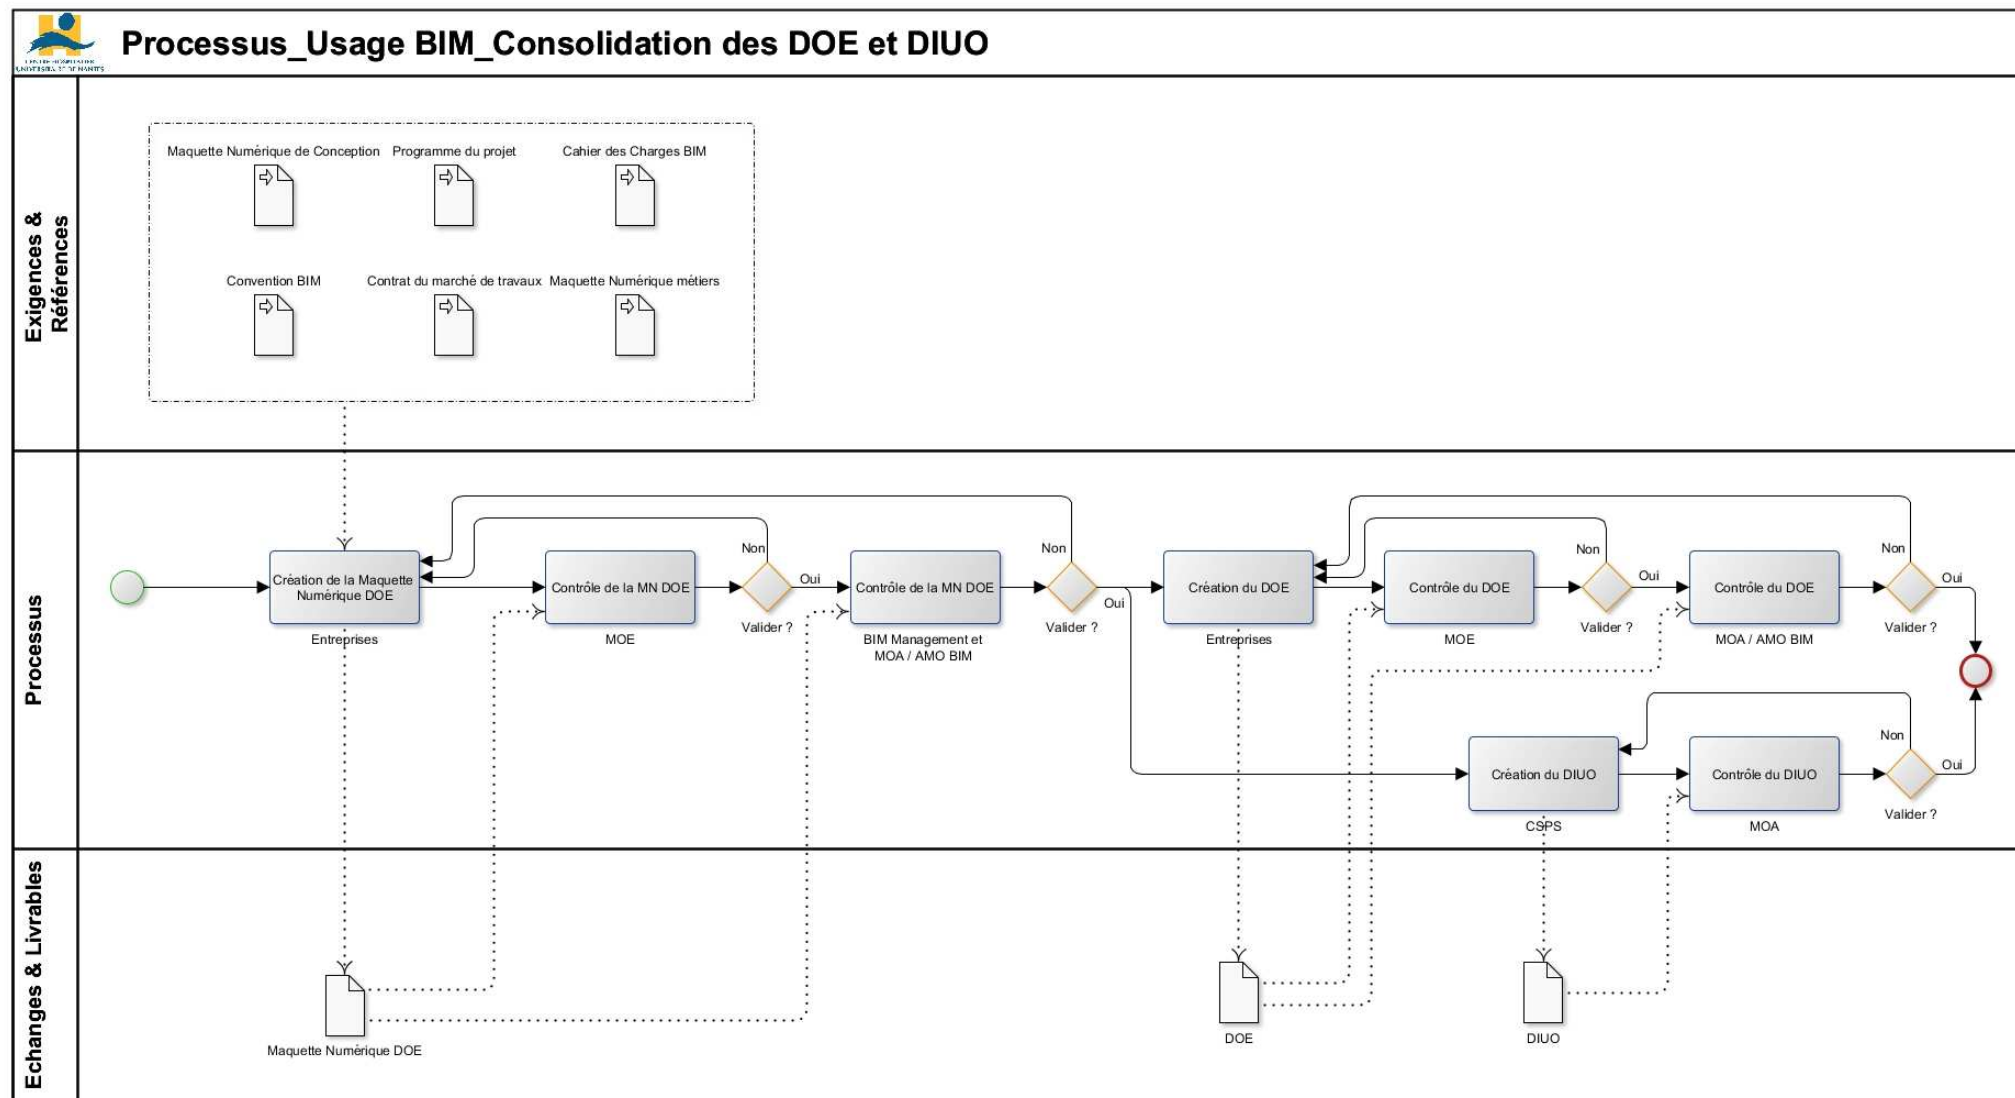 CENTRE HOSPITALIER
UNIVERSITAIRE DE NANTES
Processus_Usage BIM_Consolidation des DOE et DIUO
Exigences &
Références
Maquette Numérique de Conception
Programme du projet
Cahier des Charges BIM
Convention BIM
Contrat du marché de travaux
Maquette Numérique métiers
Processus
Création de la Maquette
Numérique DOE
Entreprises
Contrôle de la MN DOE
MOE
Non
Oui
Valider ?
Contrôle de la MN DOE
BIM Management et
MOA / AMO BIM
Non
Oui
Valider ?
Création du DOE
Entreprises
Contrôle du DOE
MOE
Non
Oui
Valider ?
Contrôle du DOE
MOA / AMO BIM
Non
Oui
Valider ?
Création du DIUO
CSPS
Contrôle du DIUO
MOA
Non
Oui
Valider ?
Echanges & Livrables
Maquette Numérique DOE
DOE
DIUO